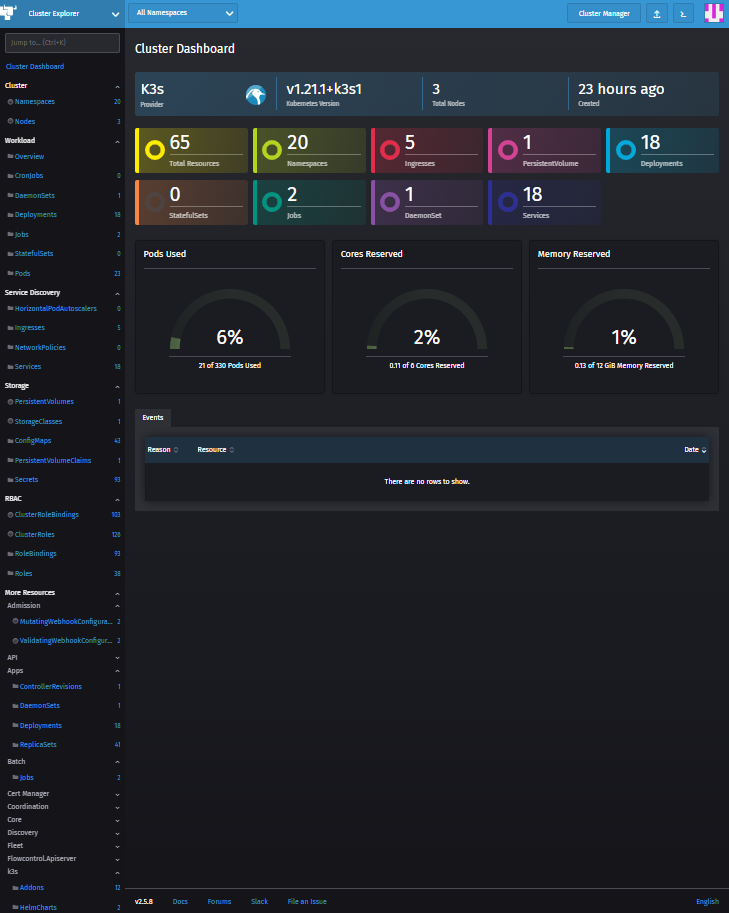 Cluster Explorer
All Namespaces
Cluster Manager
Jump to... (Ctrl+K)
Cluster Dashboard
Cluster
Namespaces 20
Nodes 3
Workload
Overview
CronJobs 0
DaemonSets 1
Deployments 18
Jobs 2
StatefulSets 0
Pods 23
Service Discovery
HorizontalPodAutoscalers 0
Ingresses 5
NetworkPolicies 0
Services 18
Storage
PersistentVolumes 1
StorageClasses 1
ConfigMaps 43
PersistentVolumeClaims 1
Secrets 93
RBAC
ClusterRoleBindings 103
ClusterRoles 126
RoleBindings 93
Roles 38
More Resources
Admission
MutatingWebhookConfigura... 2
ValidatingWebhookConfigur... 2
API
Apps
ControllerRevisions 1
DaemonSets 1
Deployments 18
ReplicaSets 41
Batch
Jobs 2
Cert Manager
Coordination
Core
Discovery
Fleet
Flowcontrol.Apiserver
k3s
Addons 12
HelmCharts 2
Cluster Dashboard
K3s
Provider
v1.21.1+k3s1
Kubernetes Version
3
Total Nodes
23 hours ago
Created
65
Total Resources
20
Namespaces
5
Ingresses
1
PersistentVolume
18
Deployments
0
StatefulSets
2
Jobs
1
DaemonSet
18
Services
Pods Used
6%
21 of 330 Pods Used
Cores Reserved
2%
0.11 of 6 Cores Reserved
Memory Reserved
1%
0.13 of 12 GiB Memory Reserved
Events
Reason Resource Date
There are no rows to show.
v2.5.8 Docs Forums Slack File an Issue English